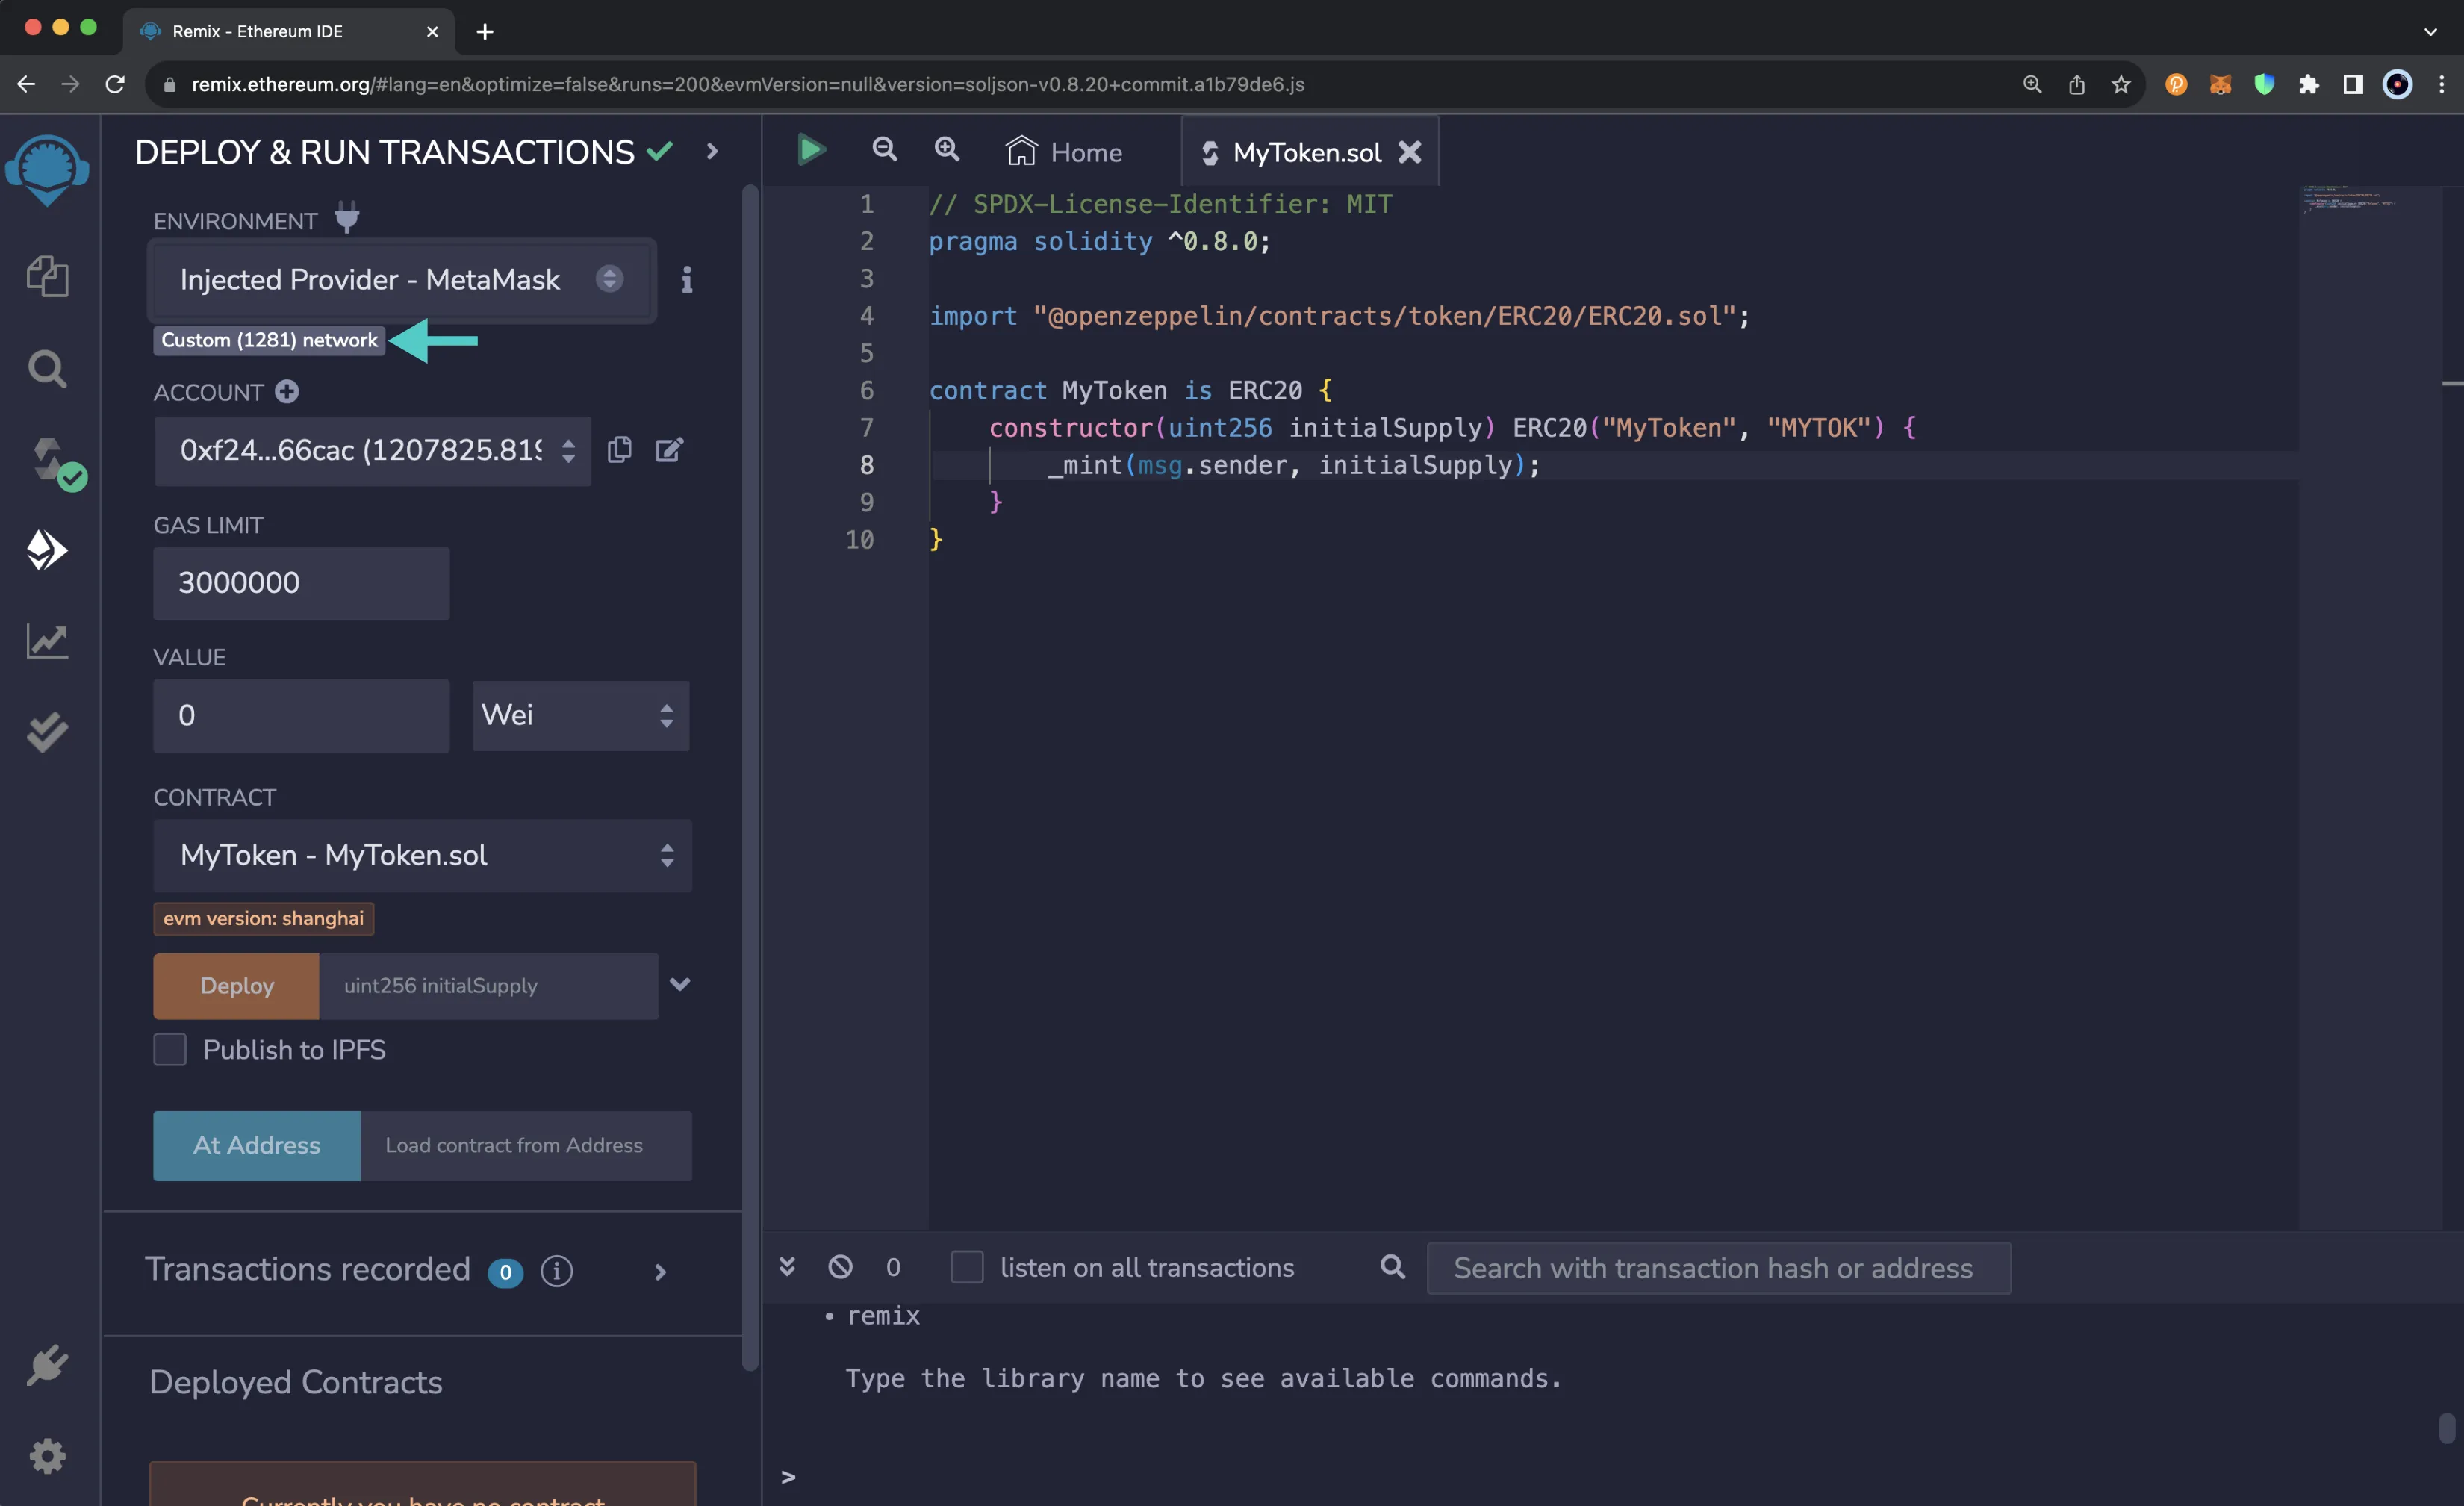 Remix - Ethereum IDE
remix.ethereum.org/#lang=en&optimize=false&runs=200&evmVersion=null&version=soljson-v0.8.20+commit.a1b79de6.js
DEPLOY & RUN TRANSACTIONS
ENVIRONMENT
Injected Provider - MetaMask
Custom (1281) network
ACCOUNT
0xf24...66cac (1207825.819
GAS LIMIT
3000000
VALUE
0
Wei
CONTRACT
MyToken - MyToken.sol
evm version: shanghai
Deploy
uint256 initialSupply
Publish to IPFS
At Address
Load contract from Address
Transactions recorded 0 i
Deployed Contracts
Currently you have no contract
Home
MyToken.sol
1 // SPDX-License-Identifier: MIT
2 pragma solidity ^0.8.0;
3
4 import "@openzeppelin/contracts/token/ERC20/ERC20.sol";
5
6 contract MyToken is ERC20 {
7 constructor(uint256 initialSupply) ERC20("MyToken", "MYTOK") {
8 _mint(msg.sender, initialSupply);
9 }
10 }
0
listen on all transactions
Search with transaction hash or address
• remix
Type the library name to see available commands.
>